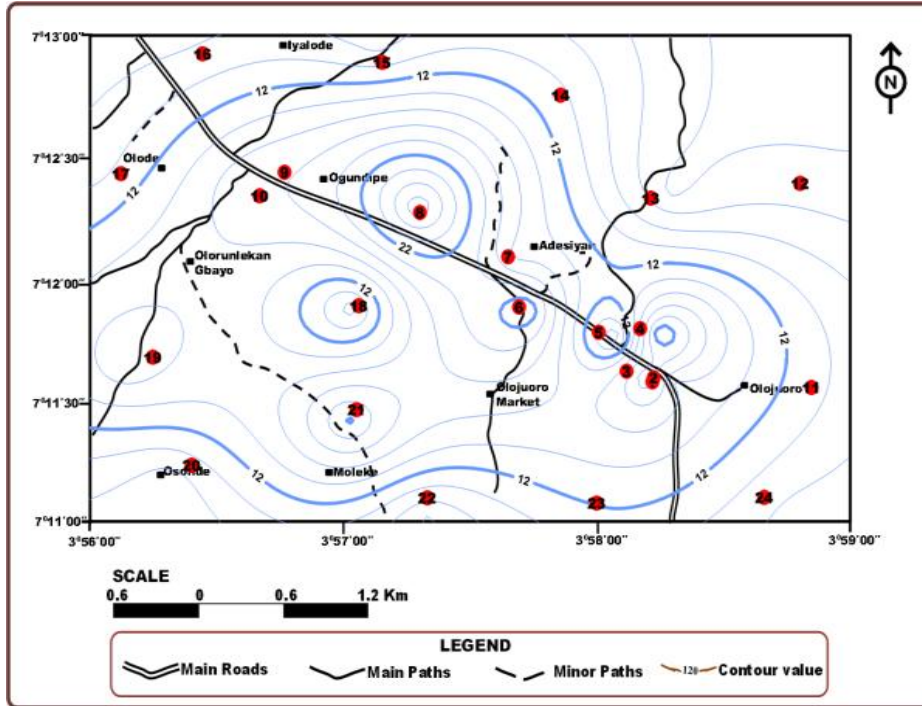 7°13'00"
16
Iyalode
15
12
12
14
N
7°12'30"
Olode
17
9
Ogundipe
10
12
8
13
12
22
Adesiyan
7
Olorunlekan
Gbayo
12
7°12'00"
12
18
6
12
5
4
12
19
3
2
7°11'30"
21
Olojuoro
Market
Olojuoro
11
20
Osonde
Moleke
12
12
22
23
24
7°11'00"
3°56'00"
3°57'00"
3°58'00"
3°59'00"
SCALE
0.6 0 0.6 1.2 Km
LEGEND
Main Roads Main Paths Minor Paths 120 Contour value